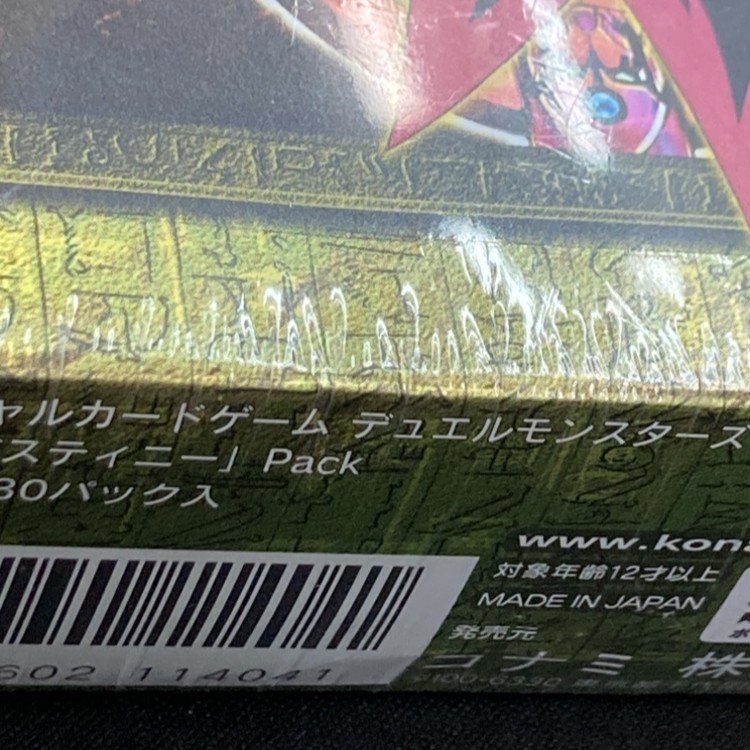 ャルカードゲーム デュエルモンスターズ
スティニー」Pack
30パック入
www.kon
対象年齢12才以上
MADE IN JAPAN
発売元
コナミ 株
602 114041